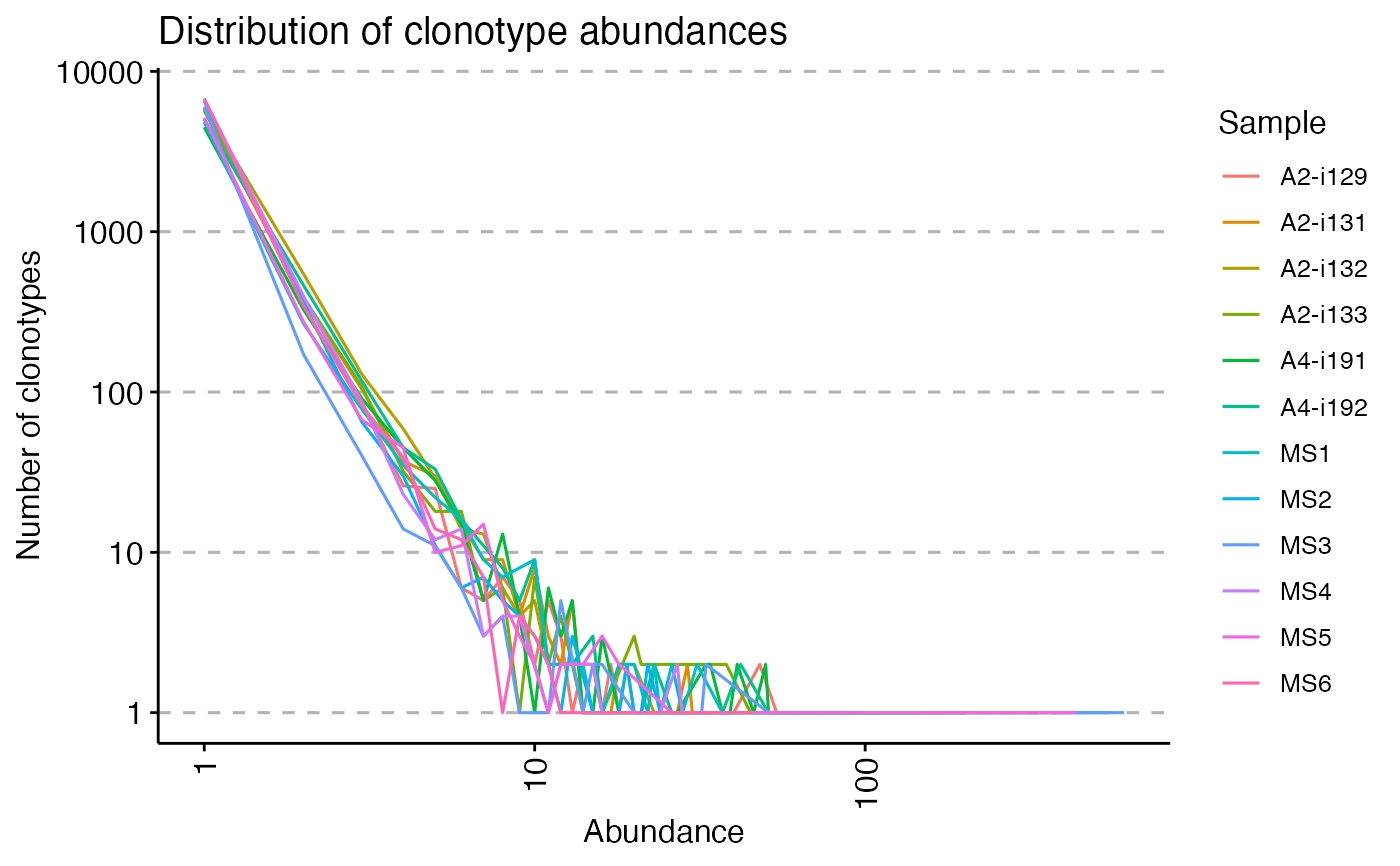 Distribution of clonotype abundances
Number of clonotypes
10000
1000
100
10
1
1
10
100
Abundance
Sample
A2-i129
A2-i131
A2-i132
A2-i133
A4-i191
A4-i192
MS1
MS2
MS3
MS4
MS5
MS6